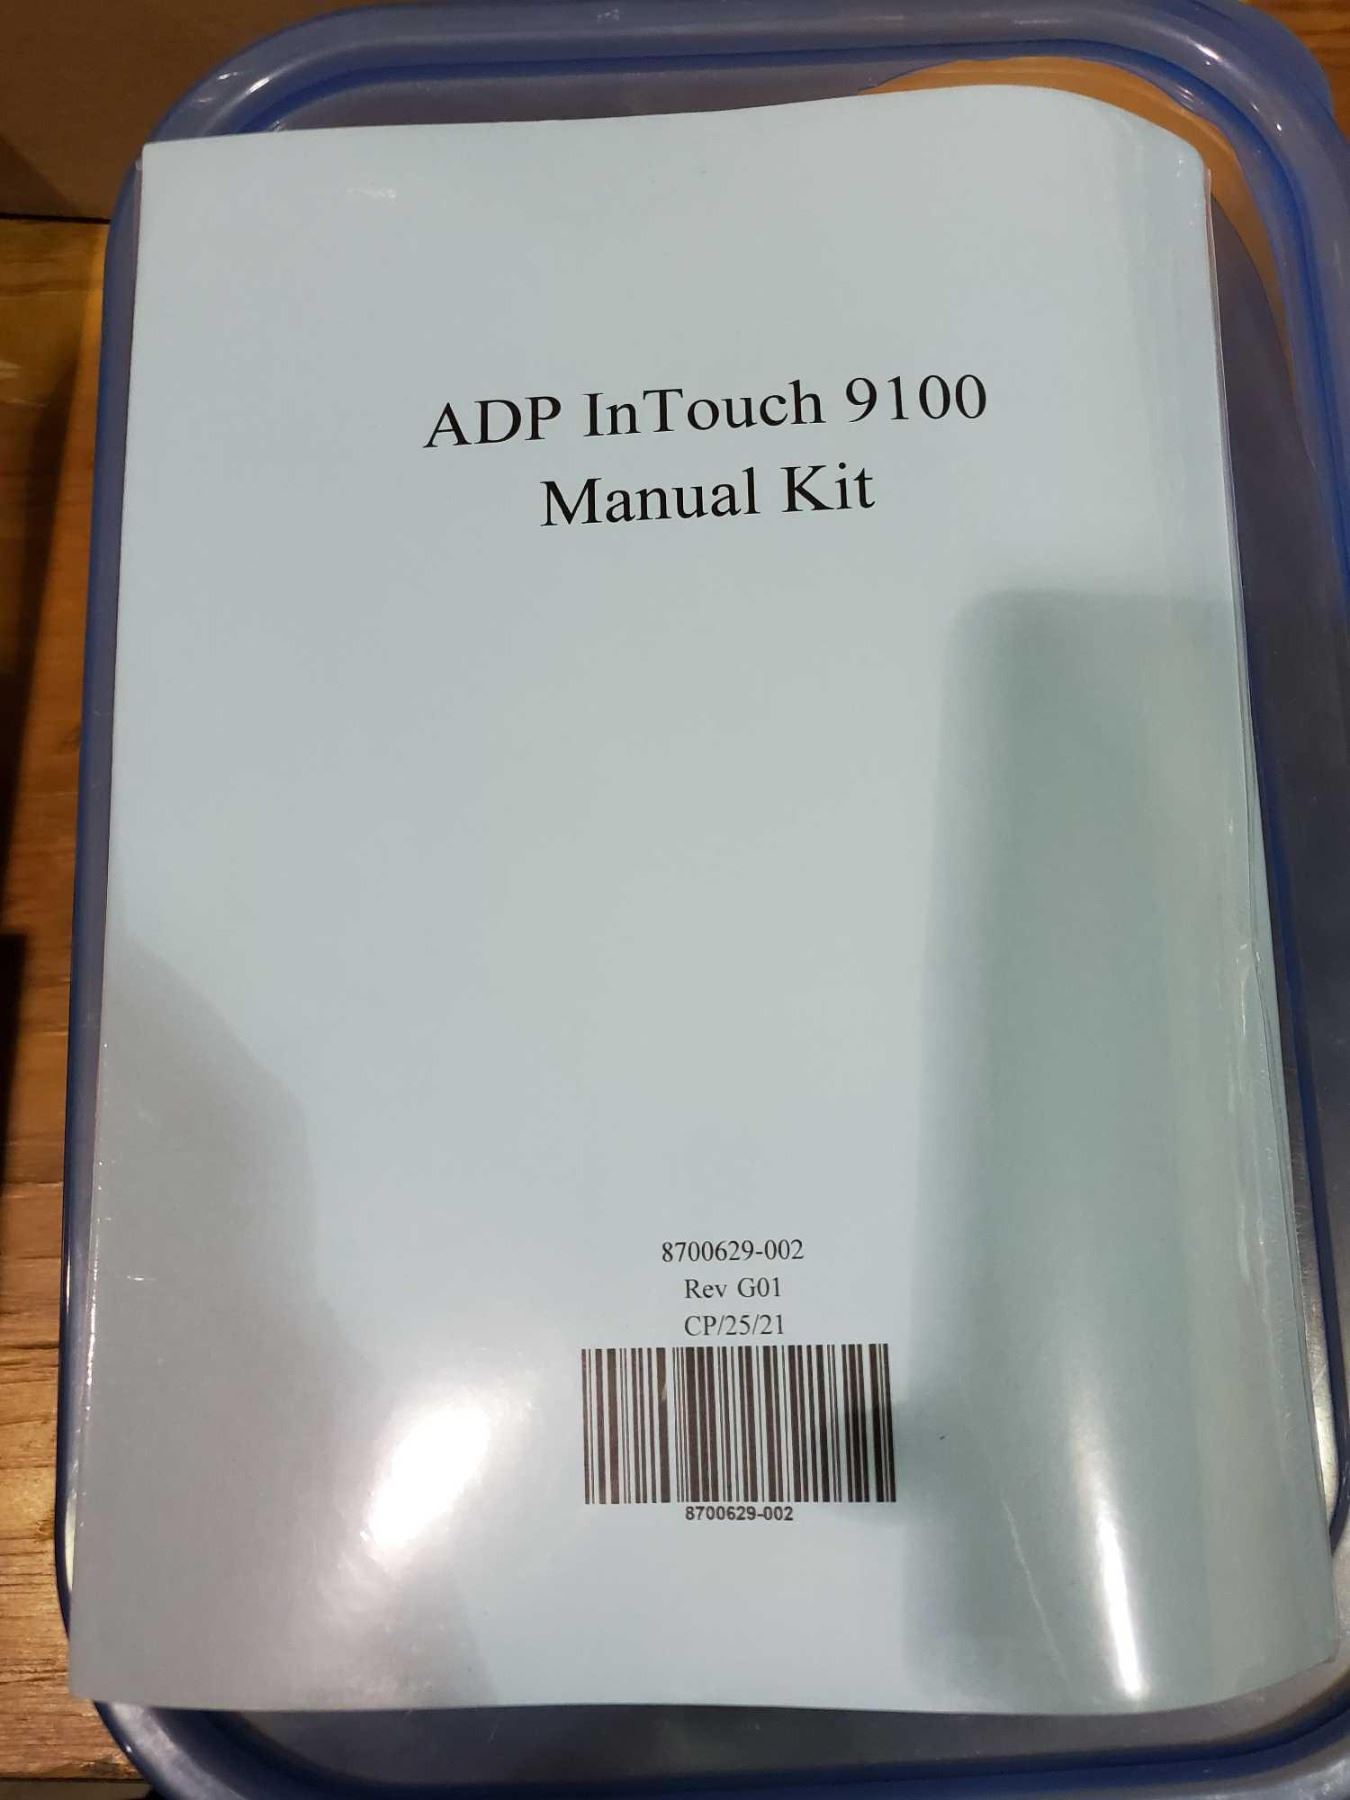 ADP InTouch 9100
Manual Kit
8700629-002
Rev G01
CP/25/21
8700629-002